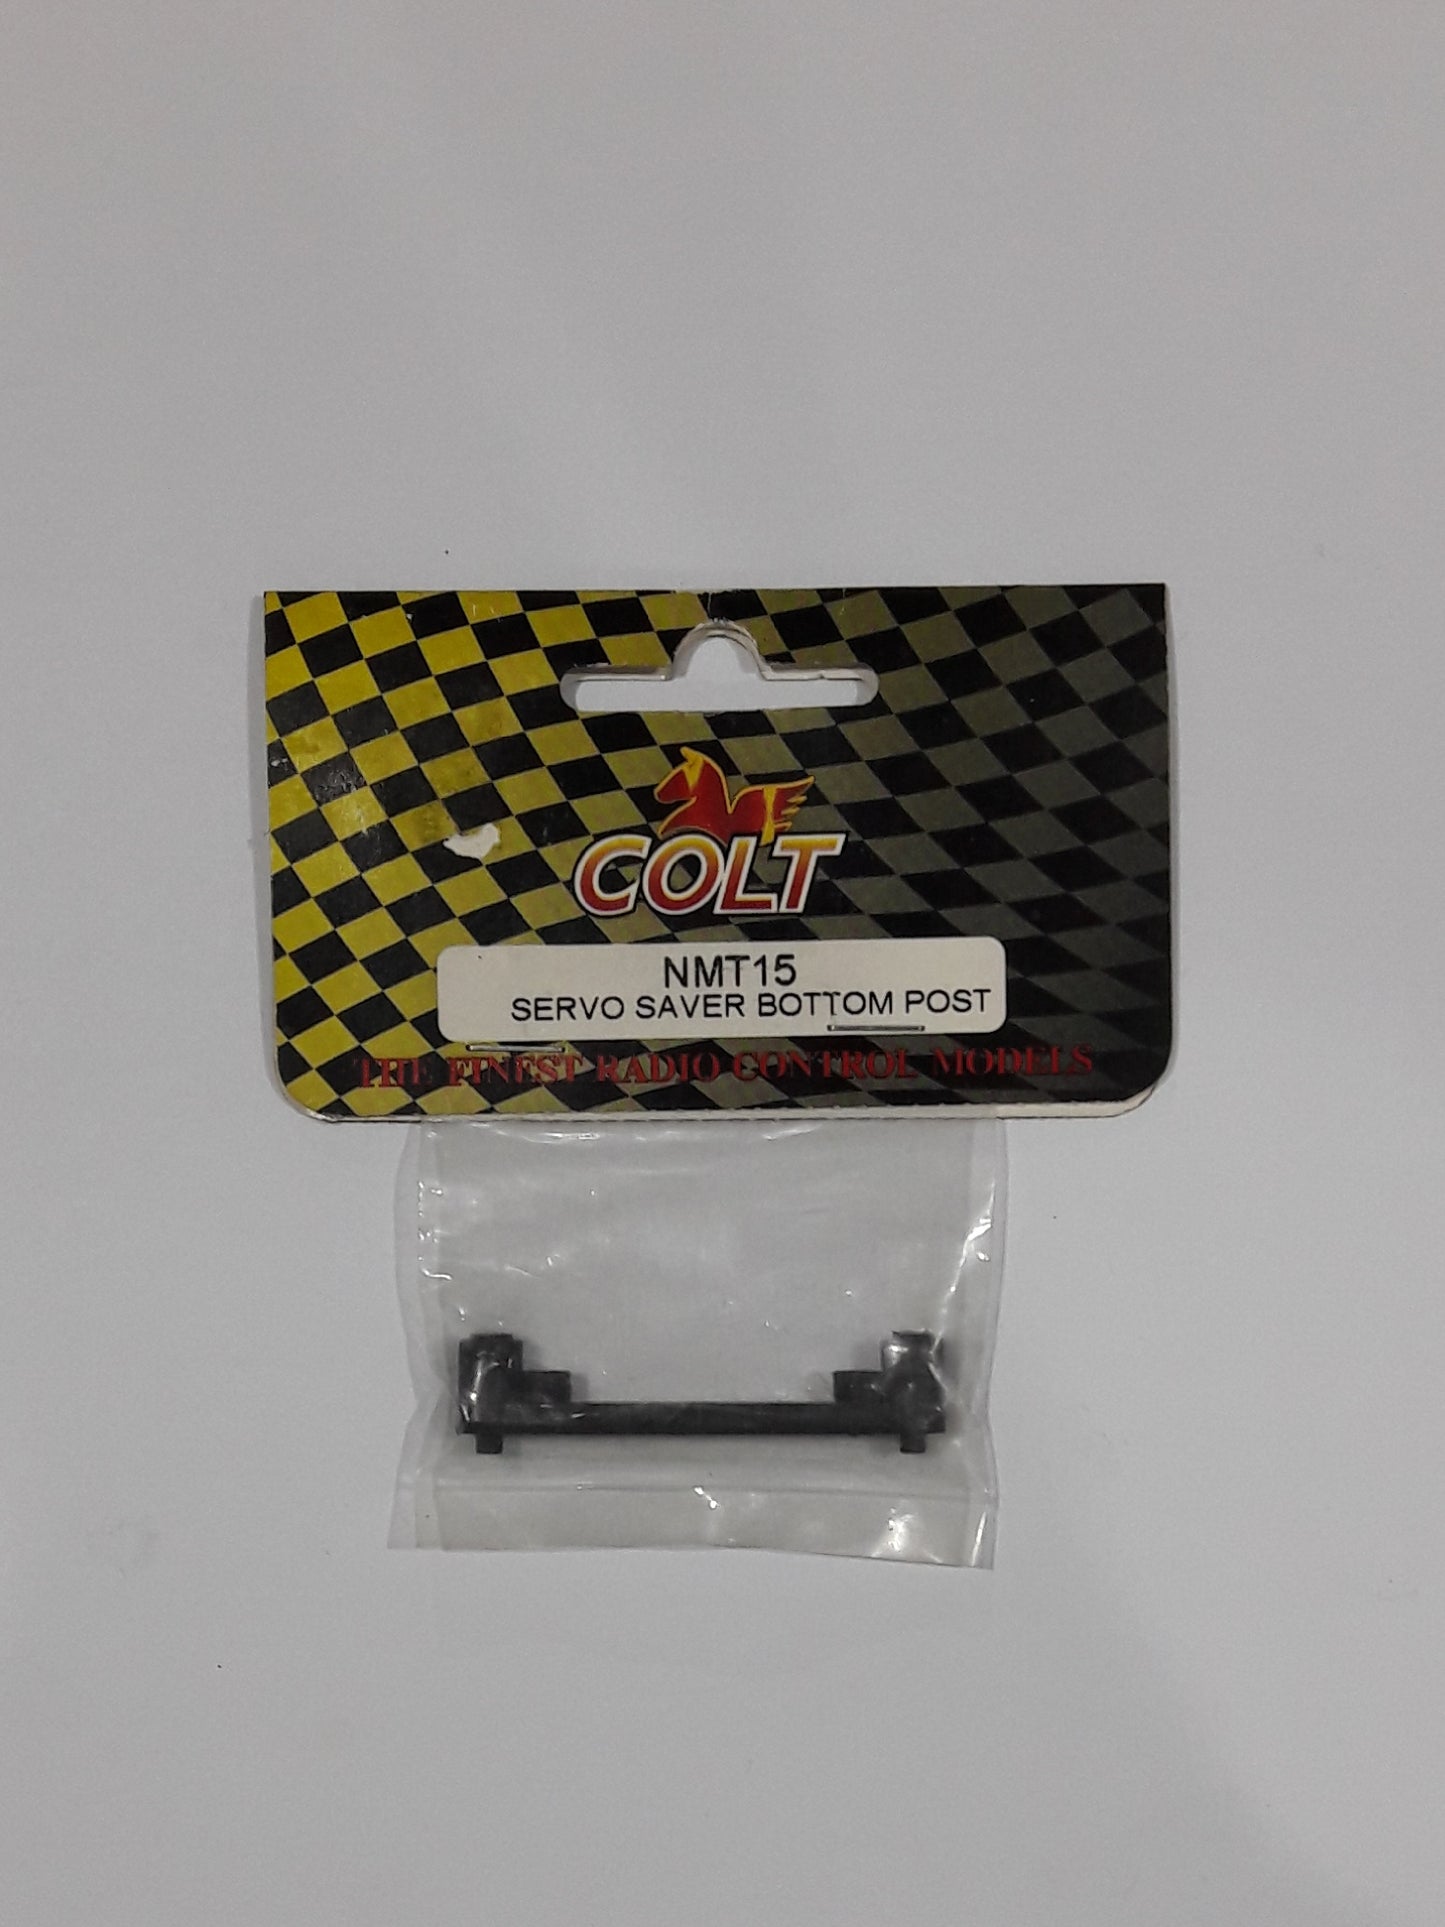 COLT
NMT15
SERVO SAVER BOTTOM POST
THE FINEST RADIO CONTROL MODELS